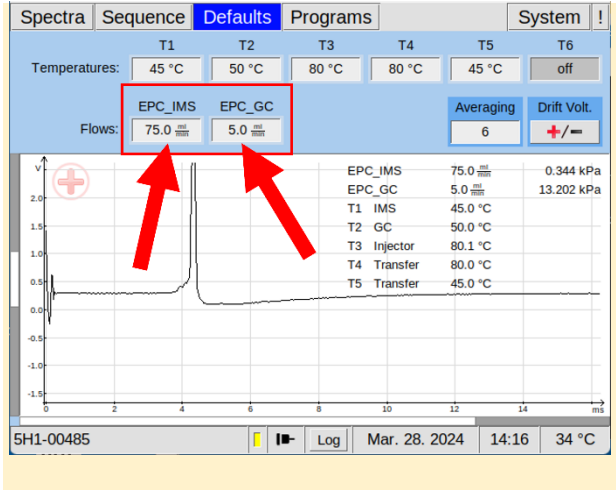 Spectra Sequence Defaults Programs System !
T1 T2 T3 T4 T5 T6
Temperatures: 45 °C 50 °C 80 °C 80 °C 45 °C off
EPC_IMS EPC_GC Averaging Drift Volt.
Flows: 75.0 ml/min 5.0 ml/min 6 +/-
V
EPC_IMS 75.0 ml/min 0.344 kPa
EPC_GC 5.0 ml/min 13.202 kPa
T1 IMS 45.0 °C
T2 GC 50.0 °C
T3 Injector 80.1 °C
T4 Transfer 80.0 °C
T5 Transfer 45.0 °C
2.0
1.5
1.0
0.5
0.0
-0.5
-1.0
-1.5
0 2 4 6 8 10 12 14 ms
5H1-00485 Log Mar. 28. 2024 14:16 34 °C